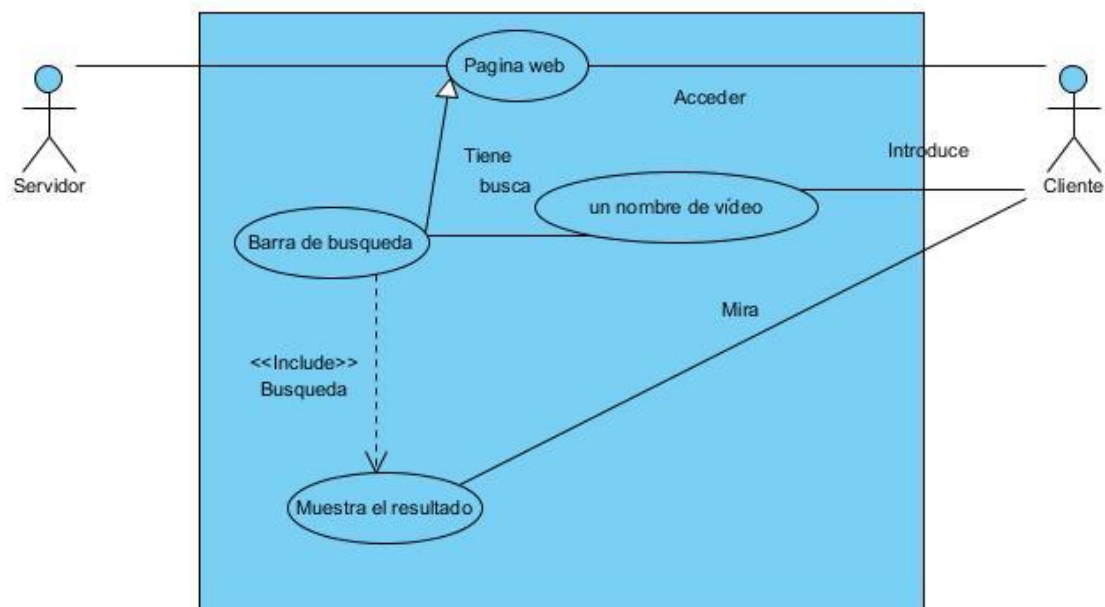 Pagina web
Acceder
Servidor
Tiene
busca
Introduce
Cliente
un nombre de vídeo
Barra de busqueda
Mira
<<Include>>
Busqueda
Muestra el resultado